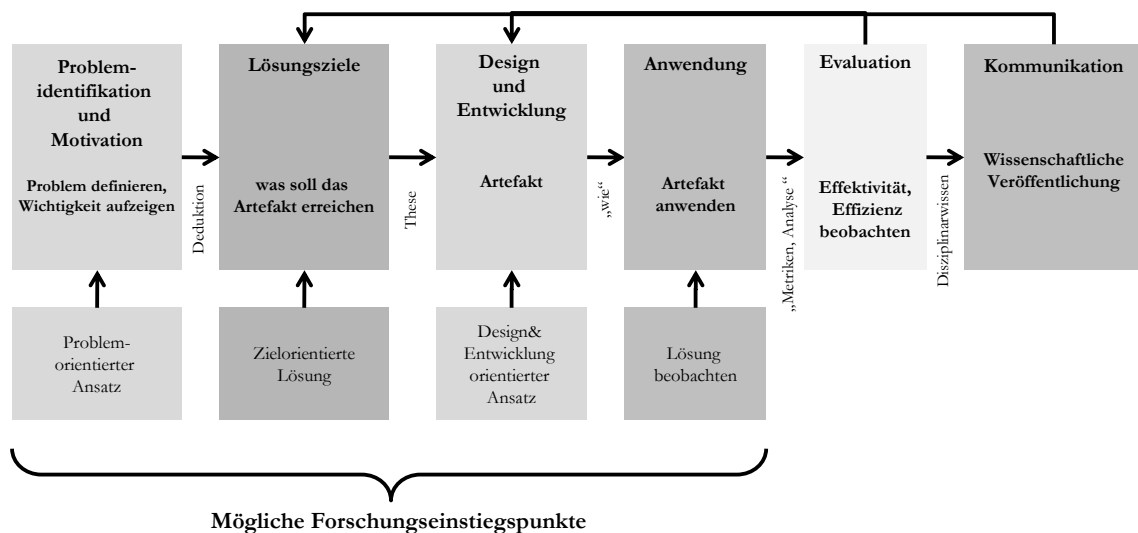 Problem-
identifikation
und
Motivation
Problem definieren,
Wichtigkeit aufzeigen
Deduktion
Lösungsziele
was soll das
Artefakt erreichen
These
Design
und
Entwicklung
Artefakt
„wie“
Anwendung
Artefakt
anwenden
„Metriken, Analyse “
Evaluation
Effektivität,
Effizienz
beobachten
Disziplinarwissen
Kommunikation
Wissenschaftliche
Veröffentlichung
Problem-
orientierter
Ansatz
Zielorientierte
Lösung
Design&
Entwicklung
orientierter
Ansatz
Lösung
beobachten
Mögliche Forschungseinstiegspunkte